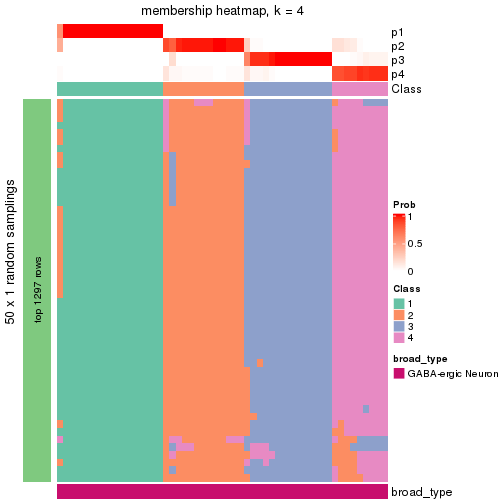 membership heatmap, k = 4
p1
p2
p3
p4
Class
50 x 1 random samplings
top 1297 rows
Prob
1
0.5
0
Class
1
2
3
4
broad_type
GABA-ergic Neuron
broad_type